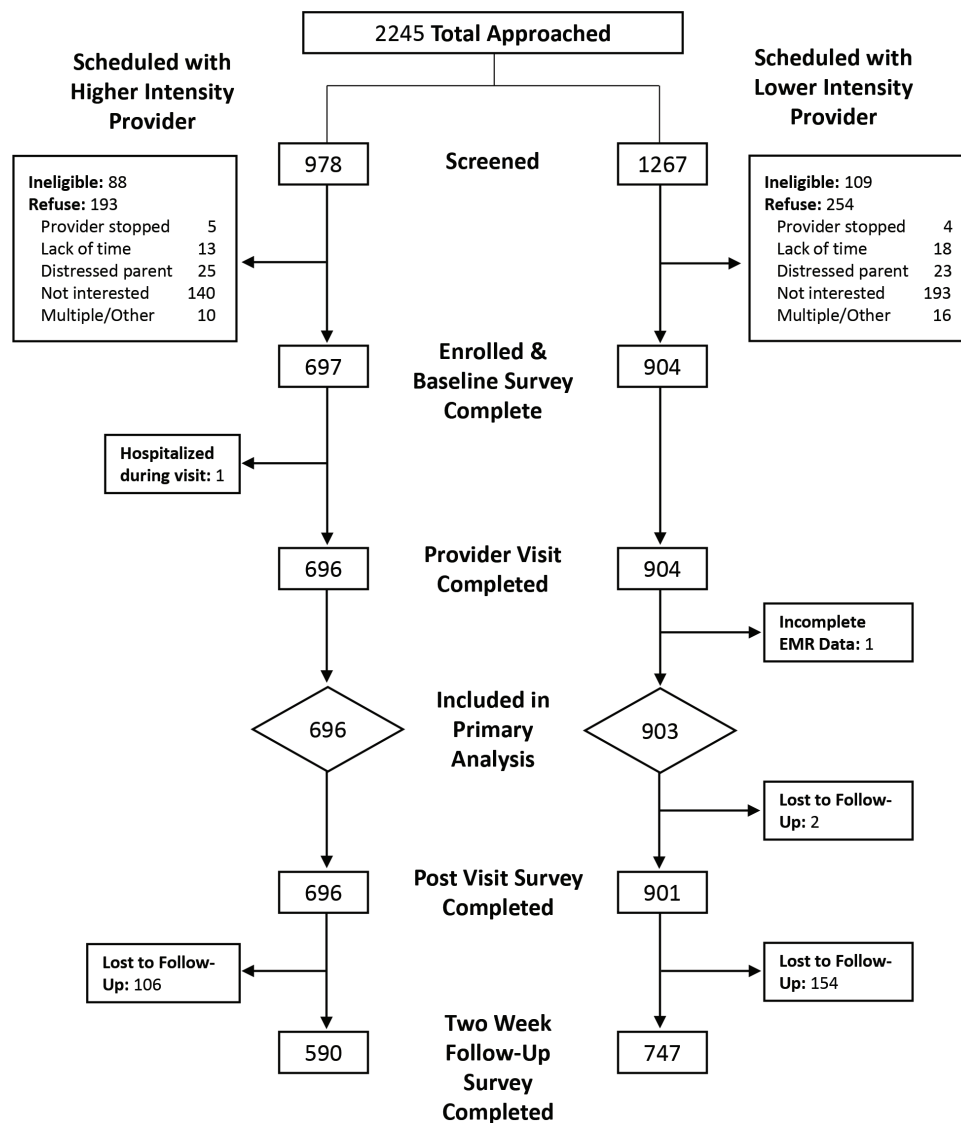 2245 Total Approached
Scheduled with
Higher Intensity
Provider
Scheduled with
Lower Intensity
Provider
978
Screened
1267
Ineligible: 88
Refuse: 193
Provider stopped 5
Lack of time 13
Distressed parent 25
Not interested 140
Multiple/Other 10
Ineligible: 109
Refuse: 254
Provider stopped 4
Lack of time 18
Distressed parent 23
Not interested 193
Multiple/Other 16
697
Enrolled &
Baseline Survey
Complete
904
Hospitalized
during visit: 1
696
Provider Visit
Completed
904
Incomplete
EMR Data: 1
696
Included in
Primary
Analysis
903
Lost to Follow-
Up: 2
696
Post Visit Survey
Completed
901
Lost to Follow-
Up: 106
Lost to Follow-
Up: 154
590
Two Week
Follow-Up
Survey
Completed
747